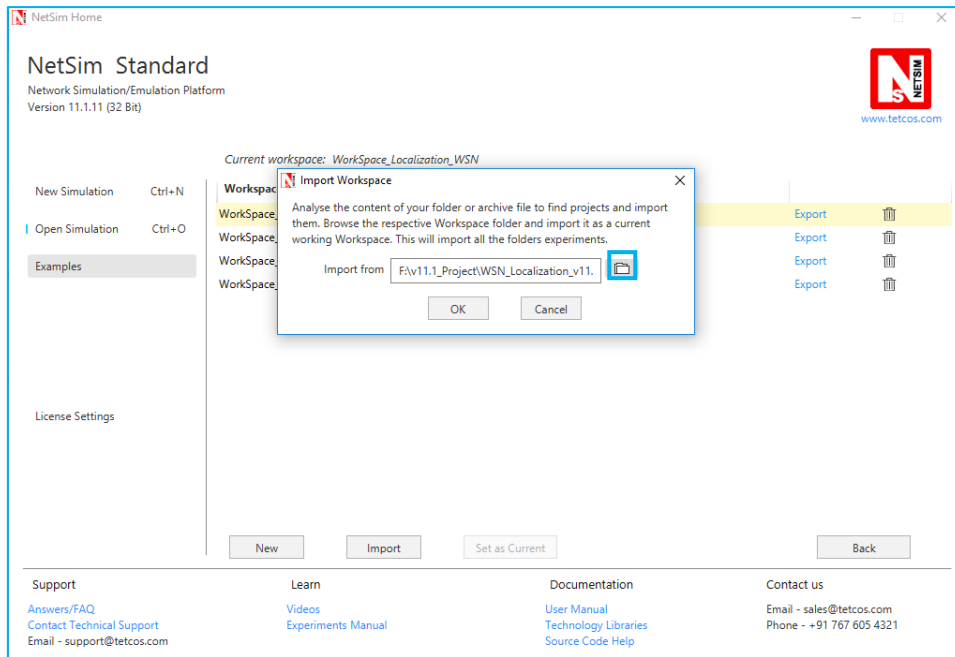 NetSim Home
NetSim Standard
Network Simulation/Emulation Platform
Version 11.1.11 (32 Bit)
NS NETSIM
www.tetcos.com
Current workspace: WorkSpace_Localization_WSN
New Simulation Ctrl+N
Open Simulation Ctrl+O
Examples
License Settings
Workspac
WorkSpace_ Export
WorkSpace_ Export
WorkSpace_ Export
WorkSpace_ Export
Import Workspace
Analyse the content of your folder or archive file to find projects and import
them. Browse the respective Workspace folder and import it as a current
working Workspace. This will import all the folders experiments.
Import from F:\v11.1_Project\WSN_Localization_v11.
OK Cancel
New Import Set as Current Back
Support Learn Documentation Contact us
Answers/FAQ Videos User Manual Email - sales@tetcos.com
Contact Technical Support Experiments Manual Technology Libraries Phone - +91 767 605 4321
Email - support@tetcos.com Source Code Help